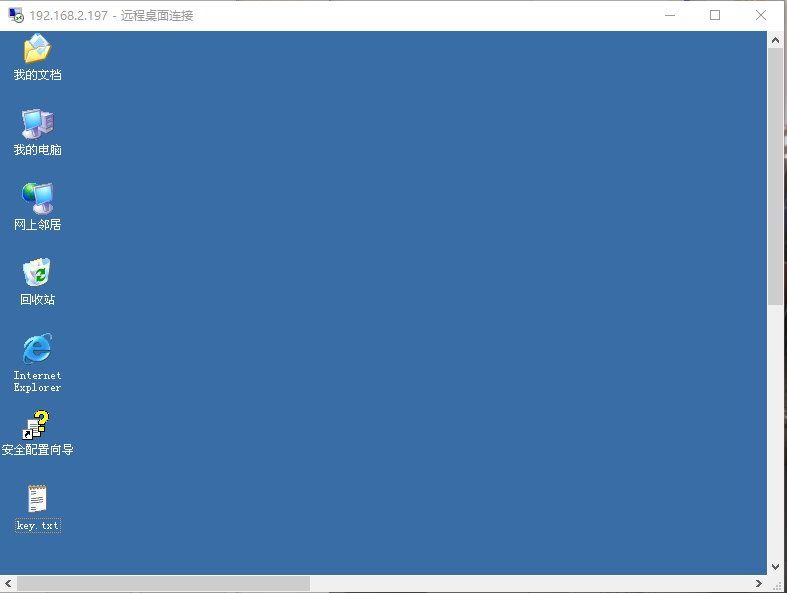 192.168.2.197 - 远程桌面连接
我的文档
我的电脑
网上邻居
回收站
Internet
Explorer
安全配置向导
key.txt